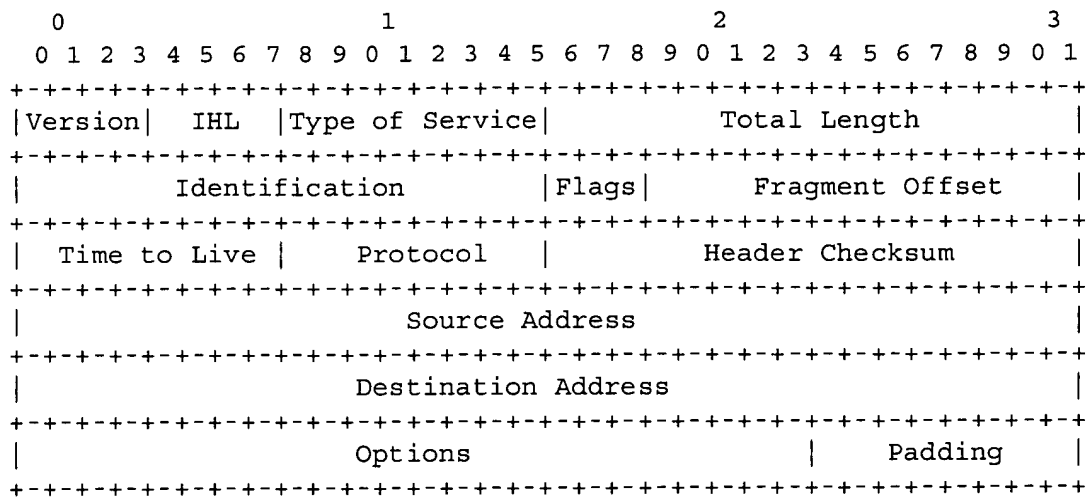 0 1 2 3
0 1 2 3 4 5 6 7 8 9 0 1 2 3 4 5 6 7 8 9 0 1 2 3 4 5 6 7 8 9 0 1
+-+-+-+-+-+-+-+-+-+-+-+-+-+-+-+-+-+-+-+-+-+-+-+-+-+-+-+-+-+-+-+-+
|Version| IHL |Type of Service| Total Length |
+-+-+-+-+-+-+-+-+-+-+-+-+-+-+-+-+-+-+-+-+-+-+-+-+-+-+-+-+-+-+-+-+
| Identification |Flags| Fragment Offset |
+-+-+-+-+-+-+-+-+-+-+-+-+-+-+-+-+-+-+-+-+-+-+-+-+-+-+-+-+-+-+-+-+
| Time to Live | Protocol | Header Checksum |
+-+-+-+-+-+-+-+-+-+-+-+-+-+-+-+-+-+-+-+-+-+-+-+-+-+-+-+-+-+-+-+-+
| Source Address |
+-+-+-+-+-+-+-+-+-+-+-+-+-+-+-+-+-+-+-+-+-+-+-+-+-+-+-+-+-+-+-+-+
| Destination Address |
+-+-+-+-+-+-+-+-+-+-+-+-+-+-+-+-+-+-+-+-+-+-+-+-+-+-+-+-+-+-+-+-+
| Options | Padding |
+-+-+-+-+-+-+-+-+-+-+-+-+-+-+-+-+-+-+-+-+-+-+-+-+-+-+-+-+-+-+-+-+